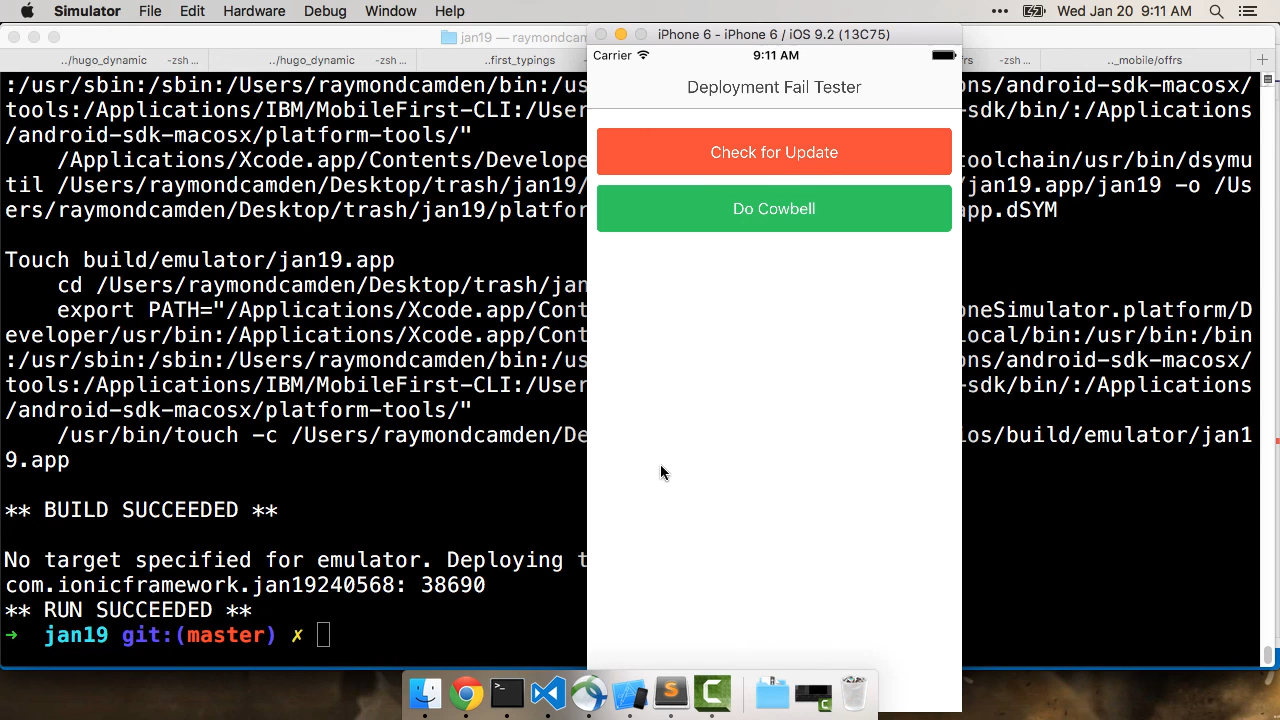 Simulator File Edit Hardware Debug Window Help ••• Wed Jan 20 9:11 AM
jan19 — raymondcam
iPhone 6 - iPhone 6 / iOS 9.2 (13C75)
../hugo_dynamic -zsh ... ../hugo_dynamic -zsh ... ..first_typings -zsh ... .._mobile/offrs
Carrier 9:11 AM
Deployment Fail Tester
Check for Update
Do Cowbell
:/usr/sbin:/sbin:/Users/raymondcamden/bin:/us ns/android-sdk-macosx/
tools:/Applications/IBM/MobileFirst-CLI:/User -sdk/bin/:/Applications
/android-sdk-macosx/platform-tools/"
/Applications/Xcode.app/Contents/Develope toolchain/usr/bin/dsymu
til /Users/raymondcamden/Desktop/trash/jan19/ /jan19.app/jan19 -o /Us
ers/raymondcamden/Desktop/trash/jan19/platfor app.dSYM
Touch build/emulator/jan19.app
cd /Users/raymondcamden/Desktop/trash/jan
export PATH="/Applications/Xcode.app/Cont oneSimulator.platform/D
eveloper/usr/bin:/Applications/Xcode.app/Cont ocal/bin:/usr/bin:/bin
:/usr/sbin:/sbin:/Users/raymondcamden/bin:/us ns/android-sdk-macosx/
tools:/Applications/IBM/MobileFirst-CLI:/User -sdk/bin/:/Applications
/android-sdk-macosx/platform-tools/"
/usr/bin/touch -c /Users/raymondcamden/De ios/build/emulator/jan1
9.app
** BUILD SUCCEEDED **
No target specified for emulator. Deploying t
com.ionicframework.jan19240568: 38690
** RUN SUCCEEDED **
→ jan19 git:(master) ✗